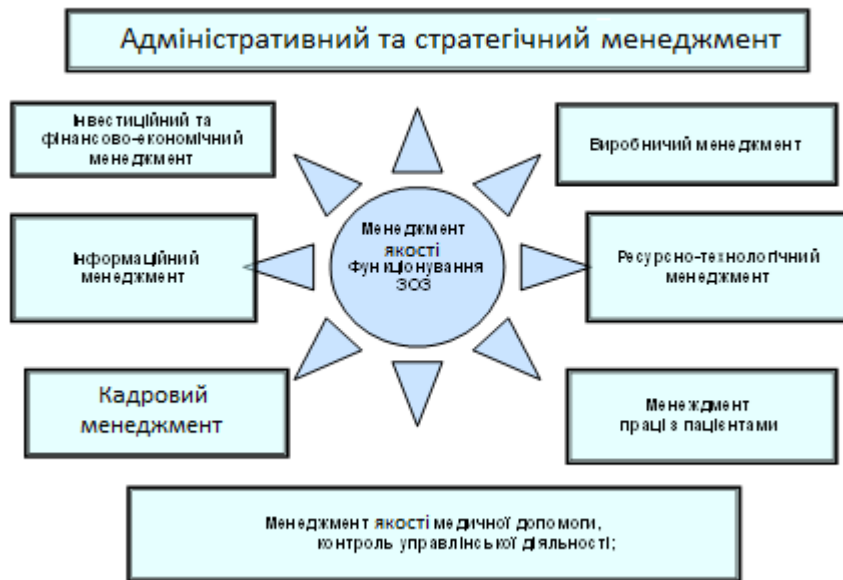 Адміністративний та стратегічний менеджмент
Інвестиційний та
фінансово-економічний
менеджмент
Виробничий менеджмент
Менеджмент
якості
Функціонування
ЗОЗ
Інформаційний
менеджмент
Ресурсно-технологічний
менеджмент
Кадровий
менеджмент
Менеждмент
праці з пацієнтами
Менеджмент якості медичної допомоги,
контроль управлінської діяльності;